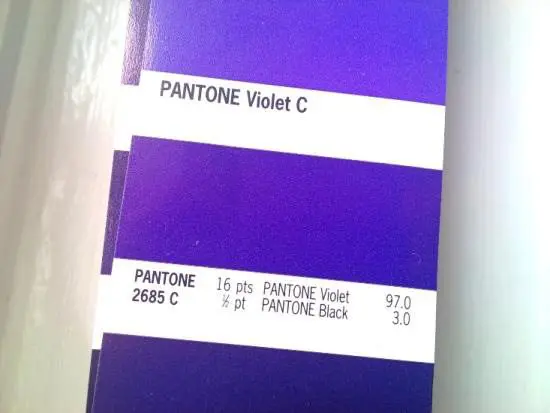 PANTONE Violet C
PANTONE 16 pts PANTONE Violet 97.0
2685 C ½ pt PANTONE Black 3.0